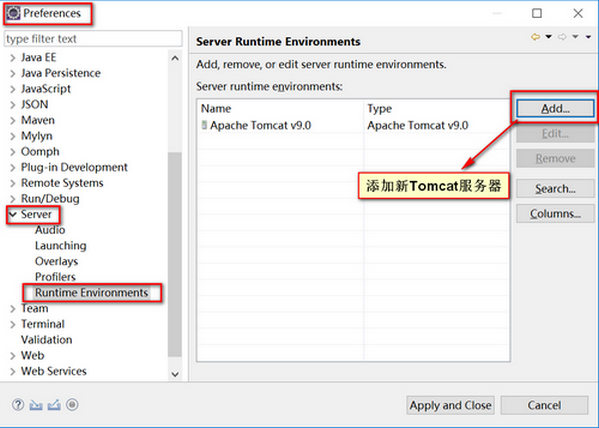 Preferences
type filter text
Java EE
Java Persistence
JavaScript
JSON
Maven
Mylyn
Oomph
Plug-in Development
Remote Systems
Run/Debug
Server
Audio
Launching
Overlays
Profilers
Runtime Environments
Team
Terminal
Validation
Web
Web Services
Server Runtime Environments
Add, remove, or edit server runtime environments.
Server runtime environments:
Name Type
Apache Tomcat v9.0 Apache Tomcat v9.0
Add...
Edit...
Remove
Search...
Columns...
添加新Tomcat服务器
Apply and Close
Cancel